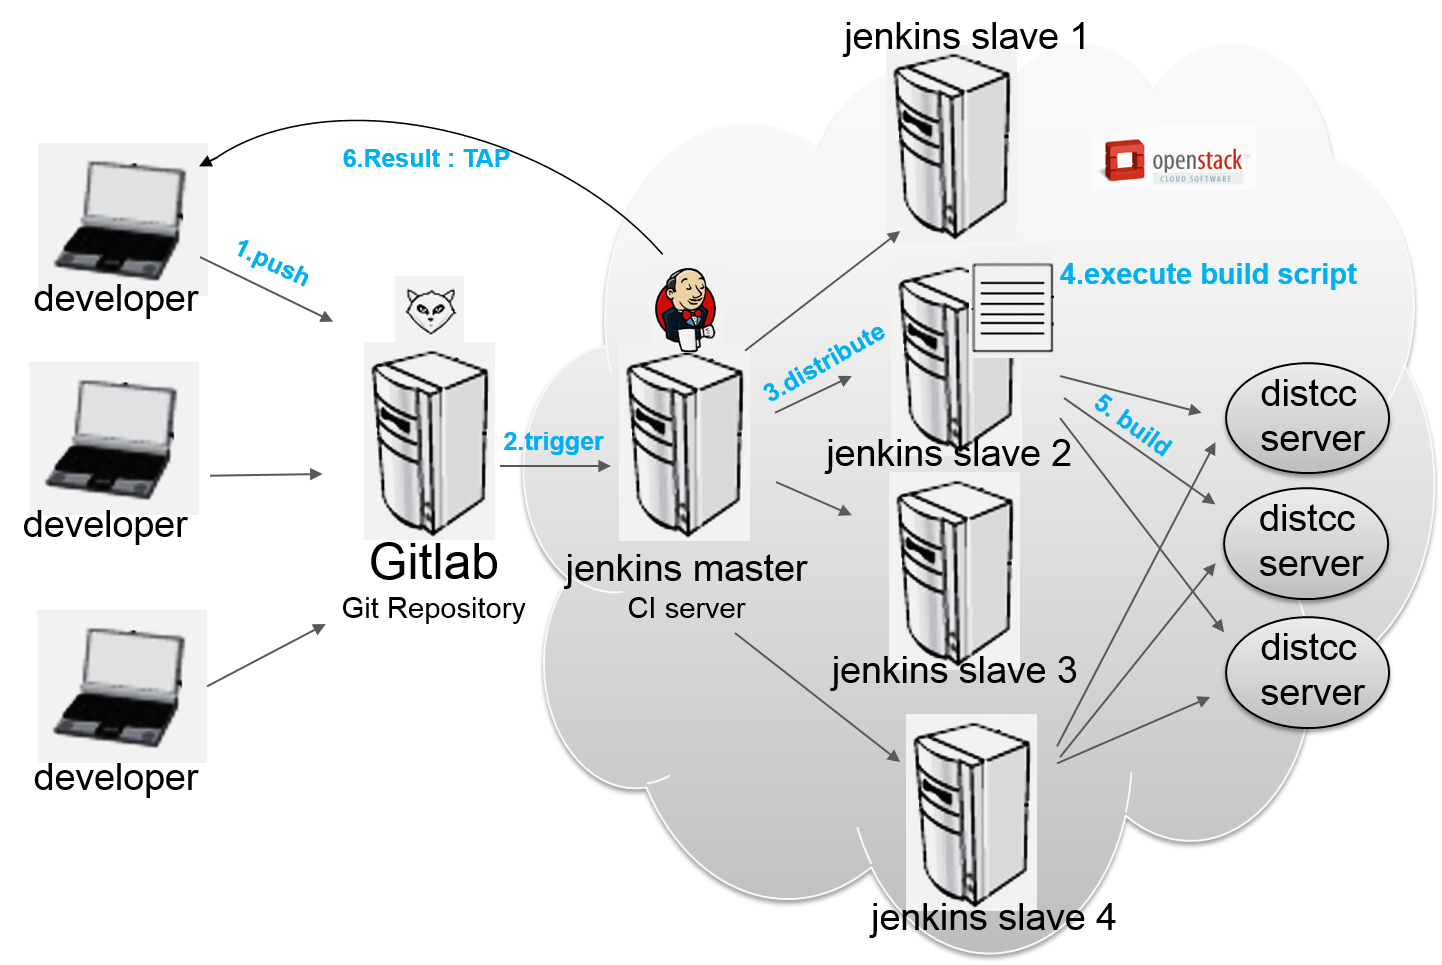 jenkins slave 1
openstack
CLOUD SOFTWARE
6.Result : TAP
1.push
developer
4.execute build script
3.distribute
distcc
server
5. build
2.trigger
jenkins slave 2
developer
distcc
server
Gitlab
Git Repository
jenkins master
CI server
jenkins slave 3
distcc
server
developer
jenkins slave 4